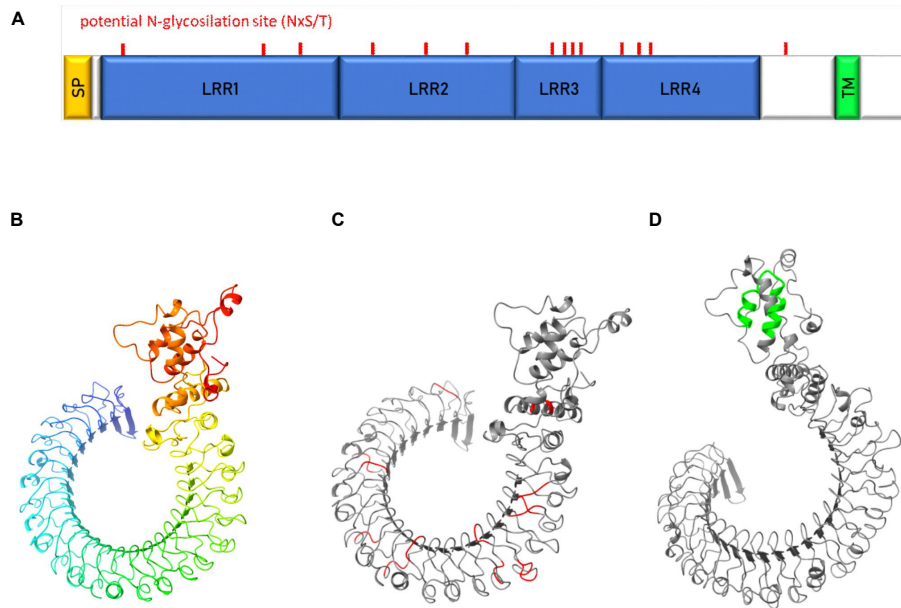 A
potential N-glycosilation site (NxS/T)
SP LRR1 LRR2 LRR3 LRR4 TM
B C D